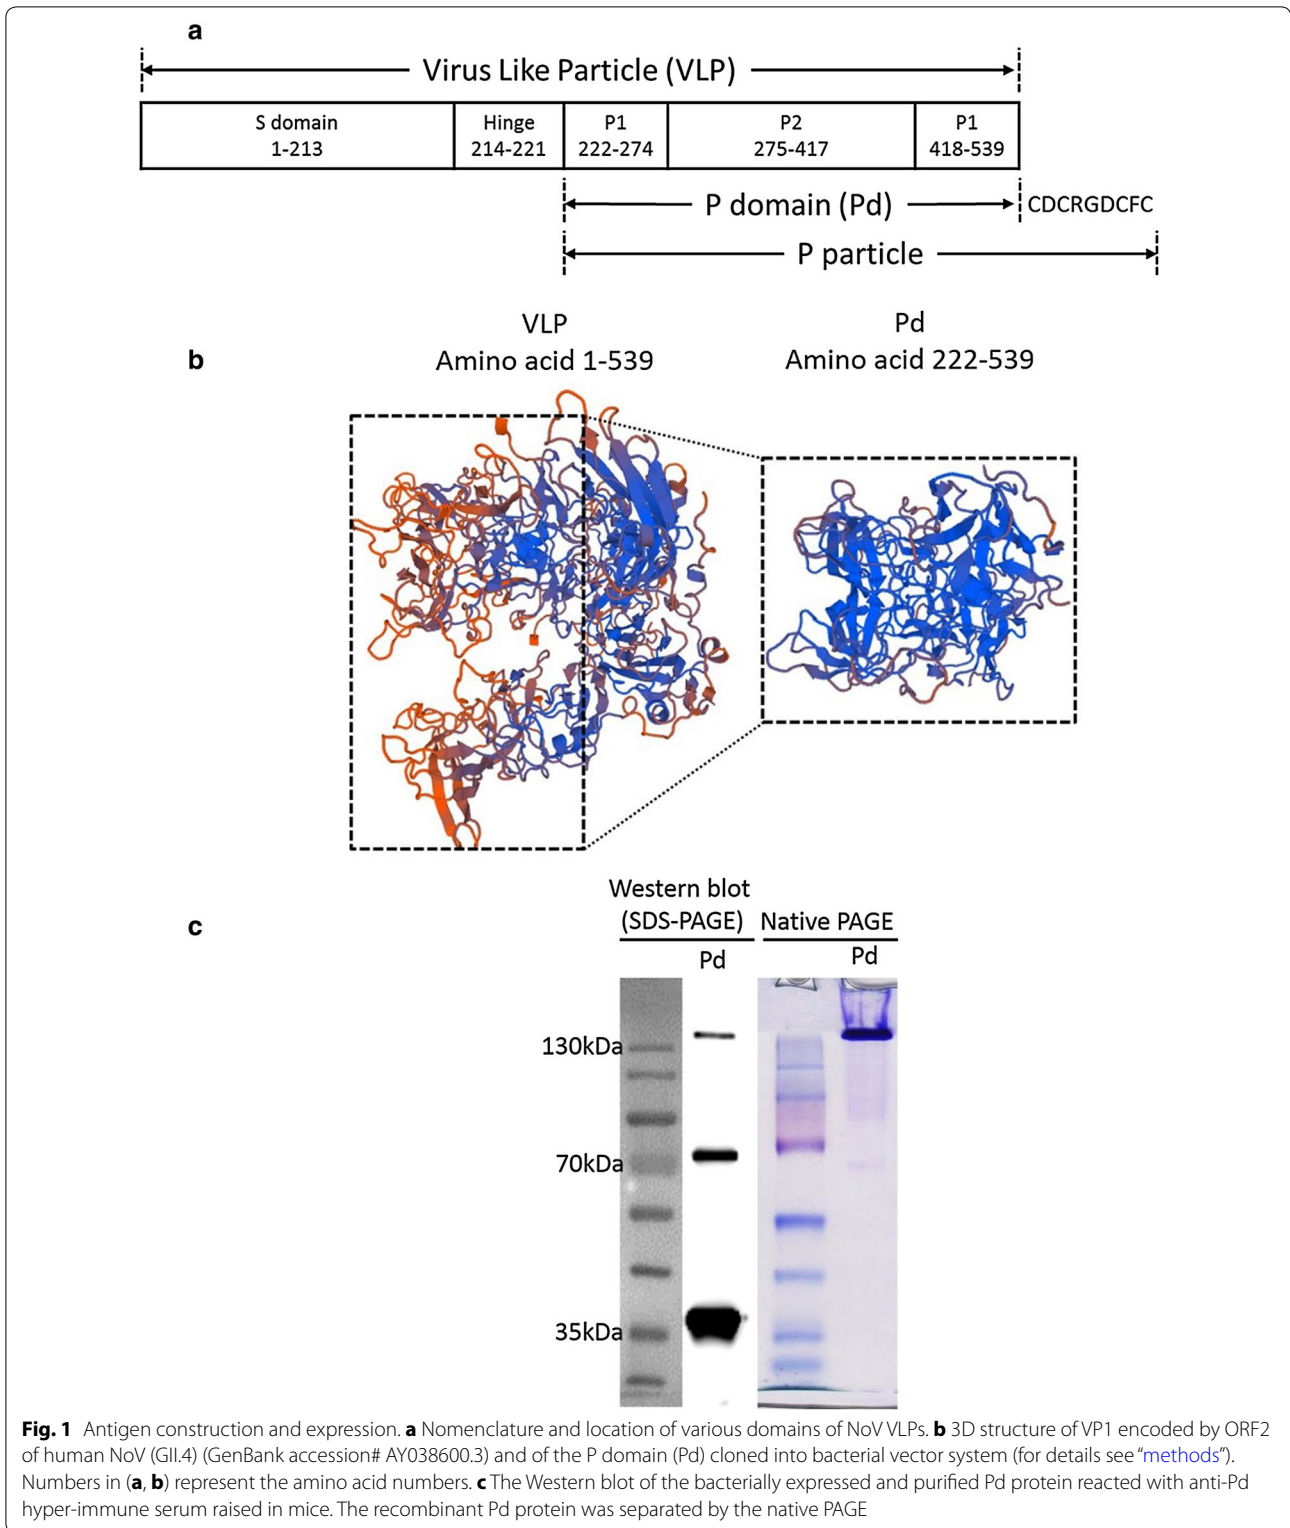 a
Virus Like Particle (VLP)
S domain
1-213
Hinge
214-221
P1
222-274
P2
275-417
P1
418-539
P domain (Pd)
CDCRGDCFC
P particle
b
VLP
Amino acid 1-539
Pd
Amino acid 222-539
c
Western blot
(SDS-PAGE)
Native PAGE
Pd
Pd
130kDa
70kDa
35kDa
Fig. 1 Antigen construction and expression. a Nomenclature and location of various domains of NoV VLPs. b 3D structure of VP1 encoded by ORF2
of human NoV (GII.4) (GenBank accession# AY038600.3) and of the P domain (Pd) cloned into bacterial vector system (for details see “methods”).
Numbers in (a, b) represent the amino acid numbers. c The Western blot of the bacterially expressed and purified Pd protein reacted with anti-Pd
hyper-immune serum raised in mice. The recombinant Pd protein was separated by the native PAGE